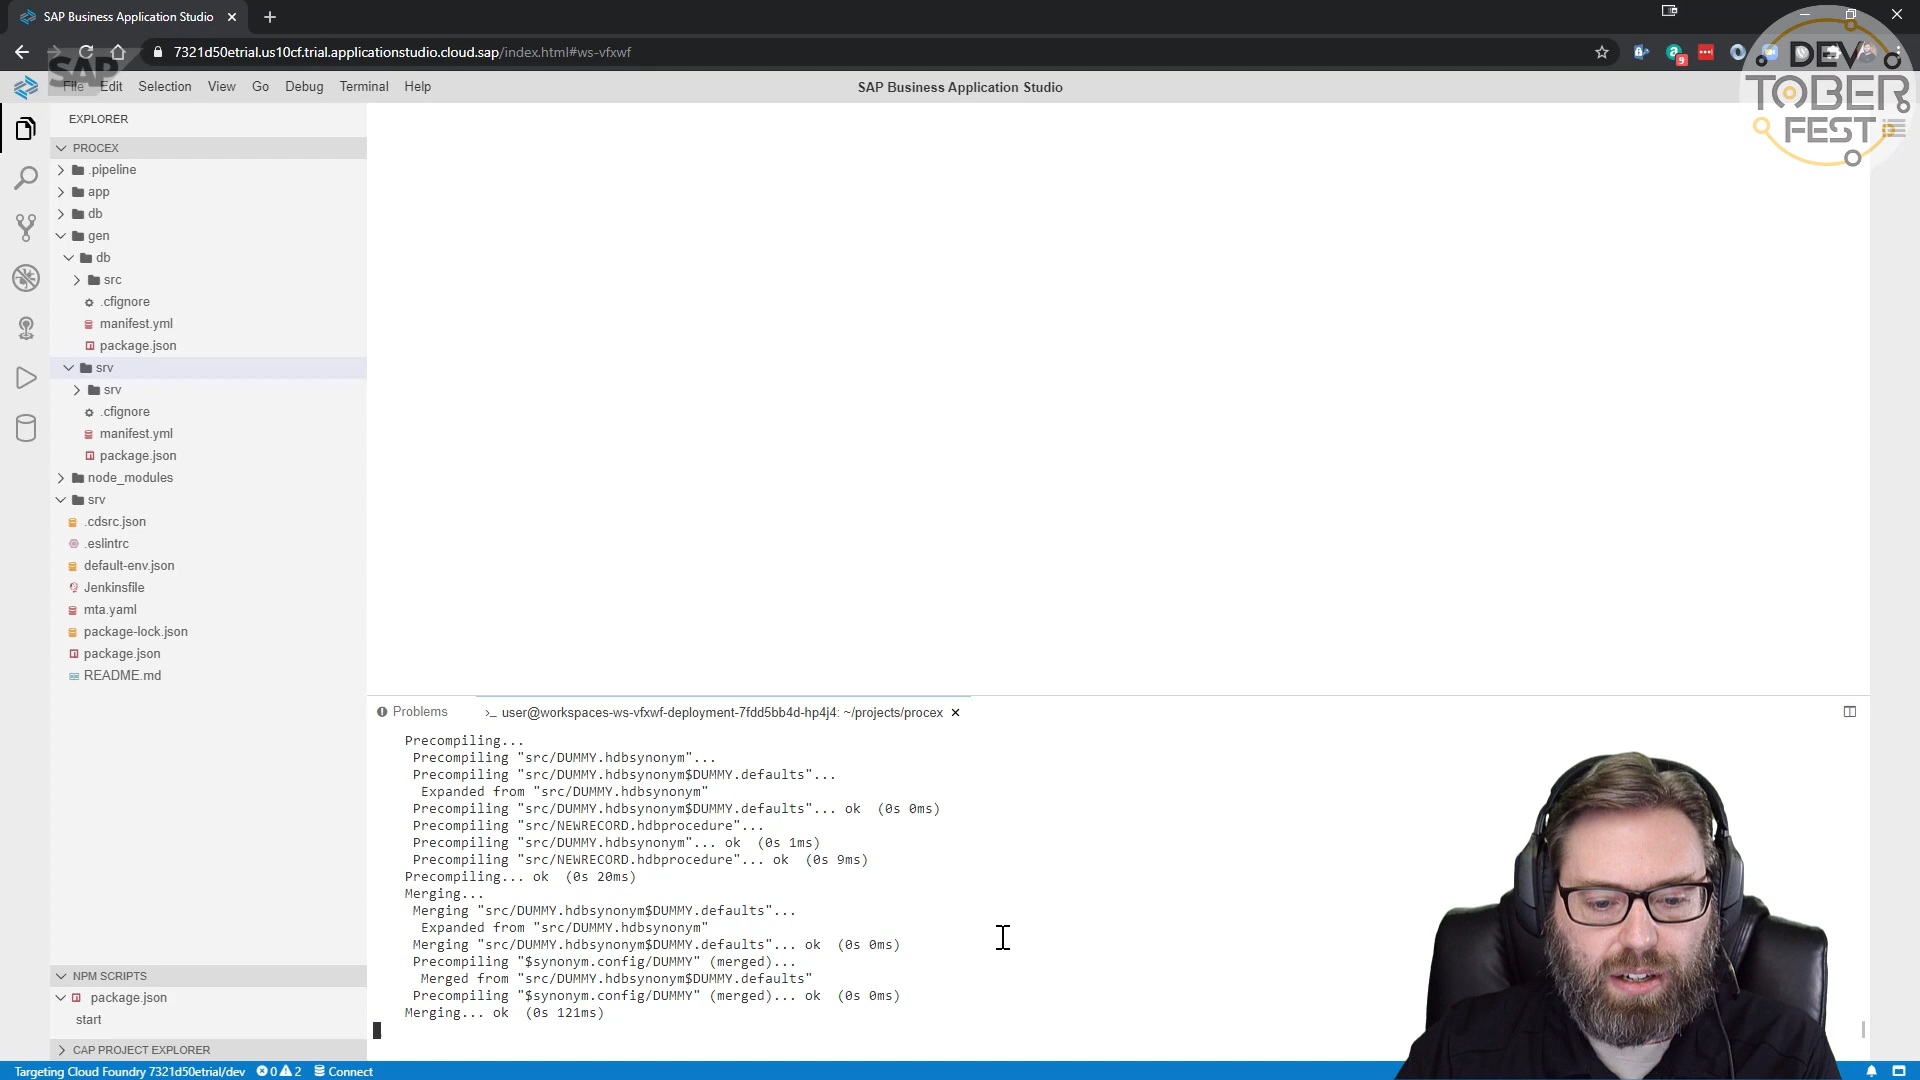 SAP Business Application Studio
7321d50etrial.us10cf.trial.applicationstudio.cloud.sap/index.html#ws-vfxwf
9
SAP
DEV
TOBER
FEST
File Edit Selection View Go Debug Terminal Help
SAP Business Application Studio
EXPLORER
PROCEX
.pipeline
app
db
gen
db
src
.cfignore
manifest.yml
package.json
srv
srv
.cfignore
manifest.yml
package.json
node_modules
srv
.cdsrc.json
.eslintrc
default-env.json
Jenkinsfile
mta.yaml
package-lock.json
package.json
README.md
NPM SCRIPTS
package.json
start
CAP PROJECT EXPLORER
Problems
>_ user@workspaces-ws-vfxwf-deployment-7fdd5bb4d-hp4j4: ~/projects/procex
Precompiling...
Precompiling "src/DUMMY.hdbsynonym"...
Precompiling "src/DUMMY.hdbsynonym$DUMMY.defaults"...
Expanded from "src/DUMMY.hdbsynonym"
Precompiling "src/DUMMY.hdbsynonym$DUMMY.defaults"... ok (0s 0ms)
Precompiling "src/NEWRECORD.hdbprocedure"...
Precompiling "src/DUMMY.hdbsynonym"... ok (0s 1ms)
Precompiling "src/NEWRECORD.hdbprocedure"... ok (0s 9ms)
Precompiling... ok (0s 20ms)
Merging...
Merging "src/DUMMY.hdbsynonym$DUMMY.defaults"...
Expanded from "src/DUMMY.hdbsynonym"
Merging "src/DUMMY.hdbsynonym$DUMMY.defaults"... ok (0s 0ms)
Precompiling "$synonym.config/DUMMY" (merged)...
Merged from "src/DUMMY.hdbsynonym$DUMMY.defaults"
Precompiling "$synonym.config/DUMMY" (merged)... ok (0s 0ms)
Merging... ok (0s 121ms)
Targeting Cloud Foundry 7321d50etrial/dev 0 2 Connect